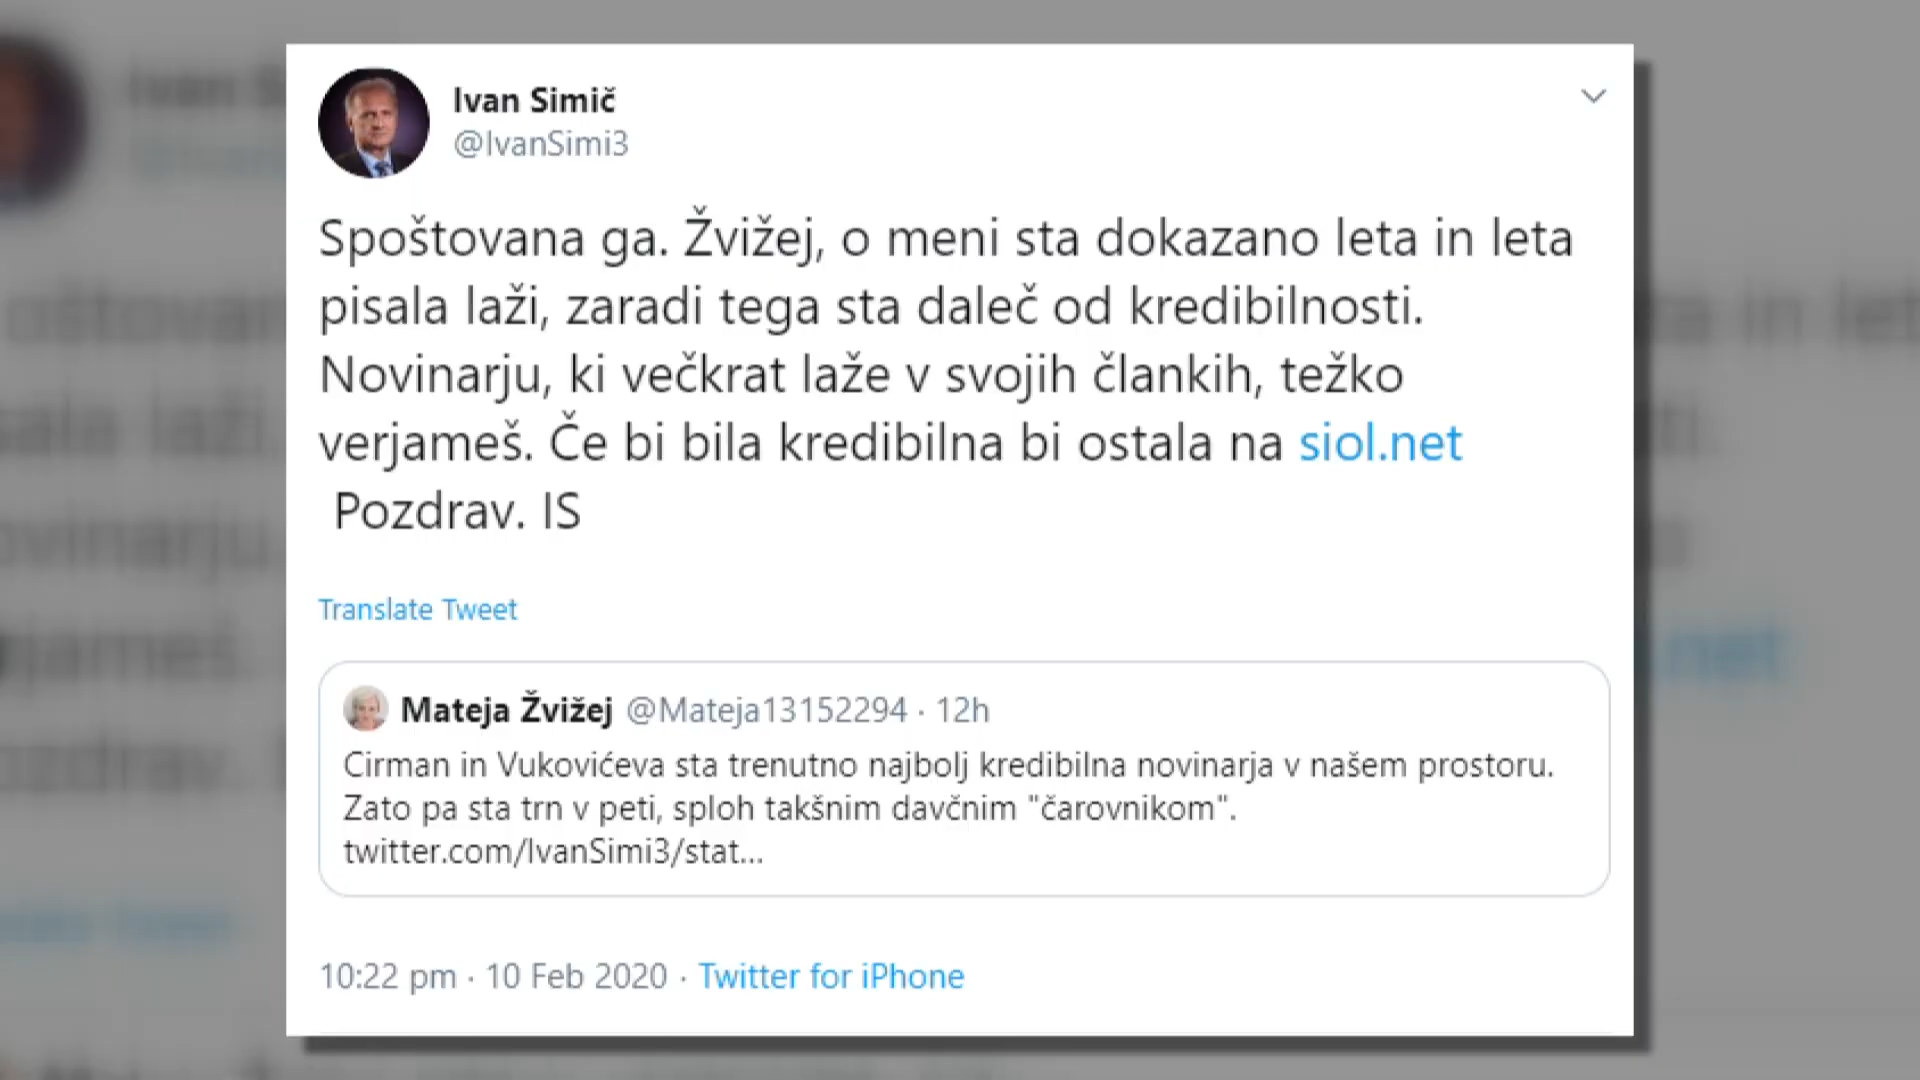 Ivan Simič
@IvanSimi3
Spoštovana ga. Žvižej, o meni sta dokazano leta in leta
pisala laži, zaradi tega sta daleč od kredibilnosti.
Novinarju, ki večkrat laže v svojih člankih, težko
verjameš. Če bi bila kredibilna bi ostala na siol.net
Pozdrav. IS
Translate Tweet
Mateja Žvižej @Mateja13152294 · 12h
Cirman in Vukovićeva sta trenutno najbolj kredibilna novinarja v našem prostoru.
Zato pa sta trn v peti, sploh takšnim davčnim "čarovnikom".
twitter.com/IvanSimi3/stat...
10:22 pm · 10 Feb 2020 · Twitter for iPhone